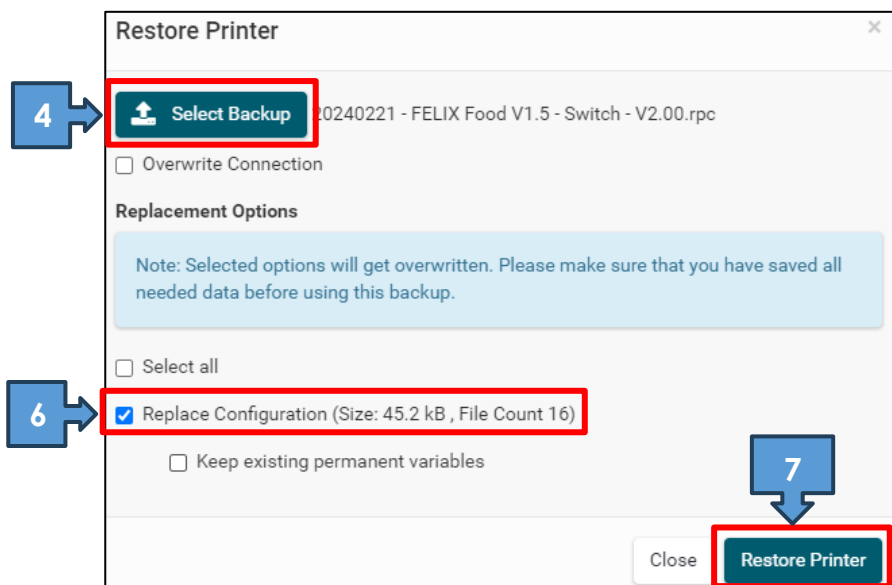 Restore Printer
×
4
Select Backup 20240221 - FELIX Food V1.5 - Switch - V2.00.rpc
Overwrite Connection
Replacement Options
Note: Selected options will get overwritten. Please make sure that you have saved all
needed data before using this backup.
Select all
6
Replace Configuration (Size: 45.2 kB , File Count 16)
Keep existing permanent variables
7
Close Restore Printer